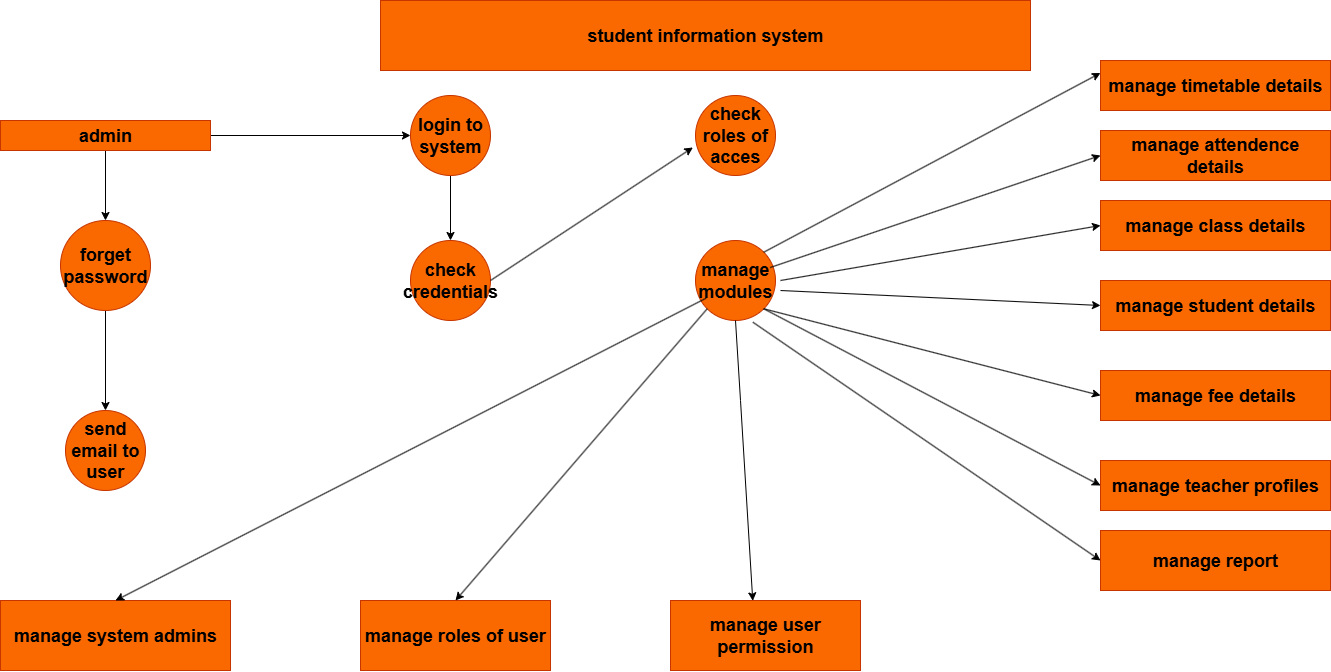 student information system
admin
login to
system
check
roles of
acces
manage timetable details
manage attendence
details
manage class details
forget
password
check
credentials
manage
modules
manage student details
manage fee details
send
email to
user
manage teacher profiles
manage report
manage system admins
manage roles of user
manage user
permission